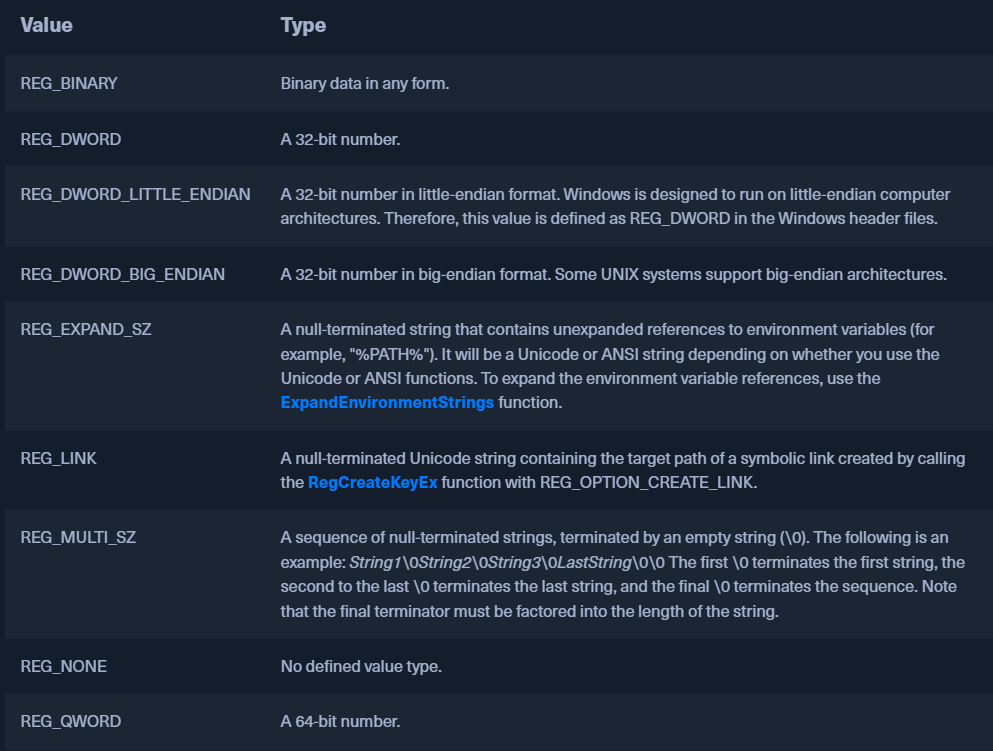 Value Type
REG_BINARY Binary data in any form.
REG_DWORD A 32-bit number.
REG_DWORD_LITTLE_ENDIAN A 32-bit number in little-endian format. Windows is designed to run on little-endian computer
architectures. Therefore, this value is defined as REG_DWORD in the Windows header files.
REG_DWORD_BIG_ENDIAN A 32-bit number in big-endian format. Some UNIX systems support big-endian architectures.
REG_EXPAND_SZ A null-terminated string that contains unexpanded references to environment variables (for
example, "%PATH%"). It will be a Unicode or ANSI string depending on whether you use the
Unicode or ANSI functions. To expand the environment variable references, use the
ExpandEnvironmentStrings function.
REG_LINK A null-terminated Unicode string containing the target path of a symbolic link created by calling
the RegCreateKeyEx function with REG_OPTION_CREATE_LINK.
REG_MULTI_SZ A sequence of null-terminated strings, terminated by an empty string (\0). The following is an
example: String1\0String2\0String3\0LastString\0\0 The first \0 terminates the first string, the
second to the last \0 terminates the last string, and the final \0 terminates the sequence. Note
that the final terminator must be factored into the length of the string.
REG_NONE No defined value type.
REG_QWORD A 64-bit number.